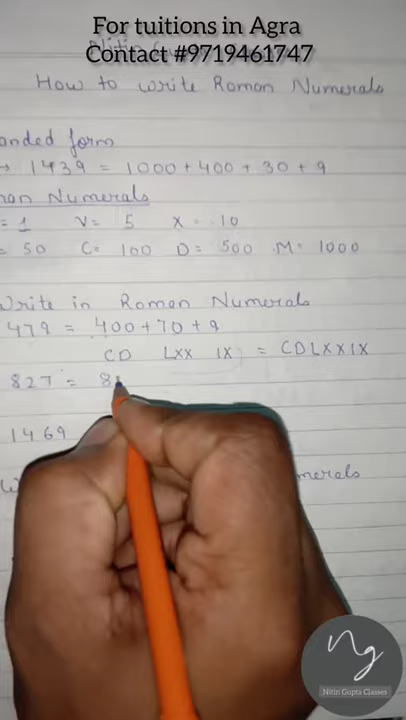 For tuitions in Agra
Contact #9719461747
How to write Roman Numerals
anded form
→ 1439 = 1000 + 400 + 30 + 9
man Numerals
= 1 V = 5 X = 10
= 50 C = 100 D = 500 M = 1000
Write in Roman Numerals
479 = 400 + 70 + 9
CD LXX IX = CDLXXIX
827 = 8
1469
merals
ng
Nitin Gupta Classes